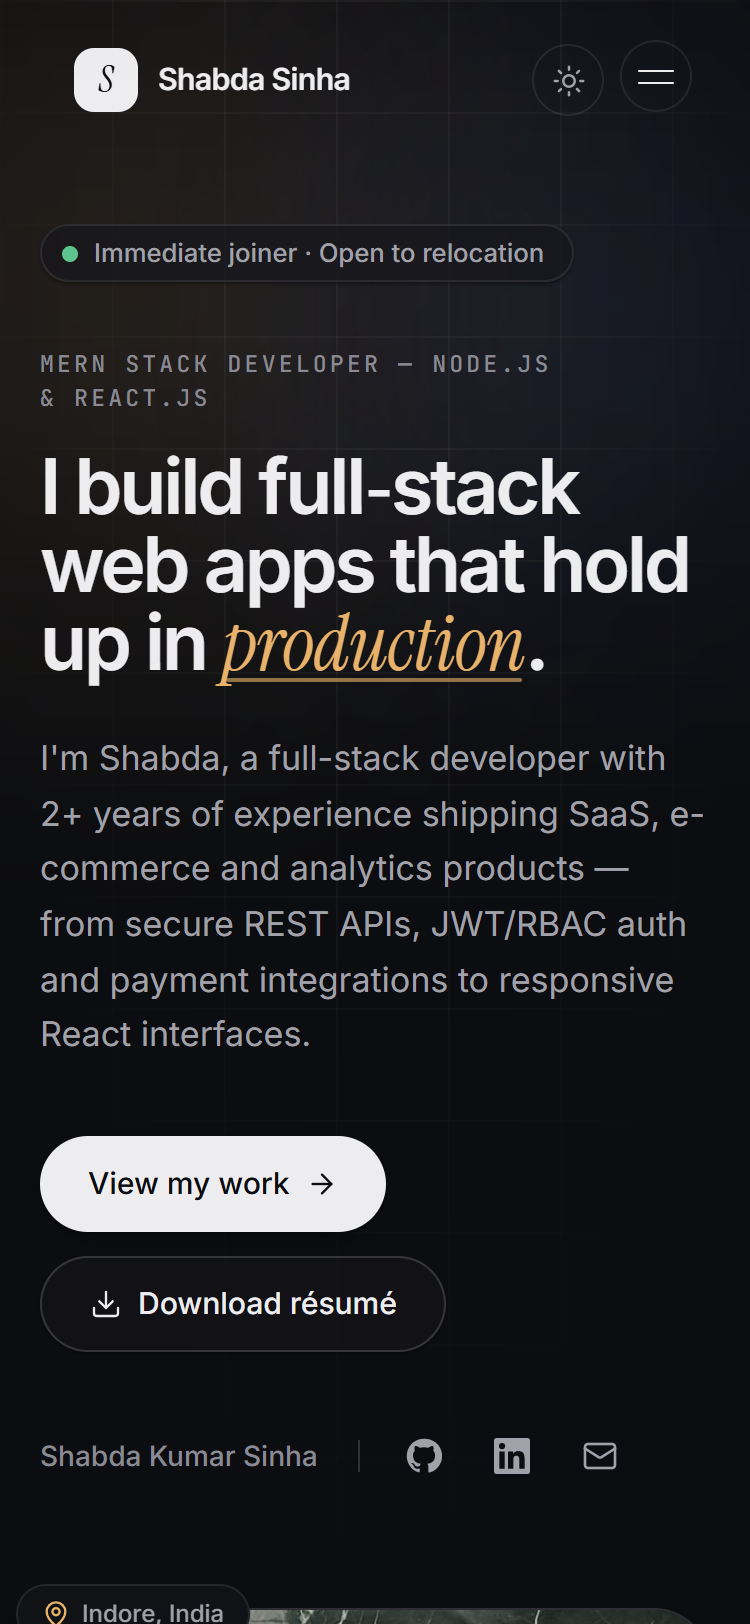 S
Shabda Sinha
Immediate joiner · Open to relocation
MERN STACK DEVELOPER — NODE.JS
& REACT.JS
I build full-stack
web apps that hold
up in production.
I'm Shabda, a full-stack developer with
2+ years of experience shipping SaaS, e-
commerce and analytics products —
from secure REST APIs, JWT/RBAC auth
and payment integrations to responsive
React interfaces.
View my work →
Download résumé
Shabda Kumar Sinha
in
Indore, India